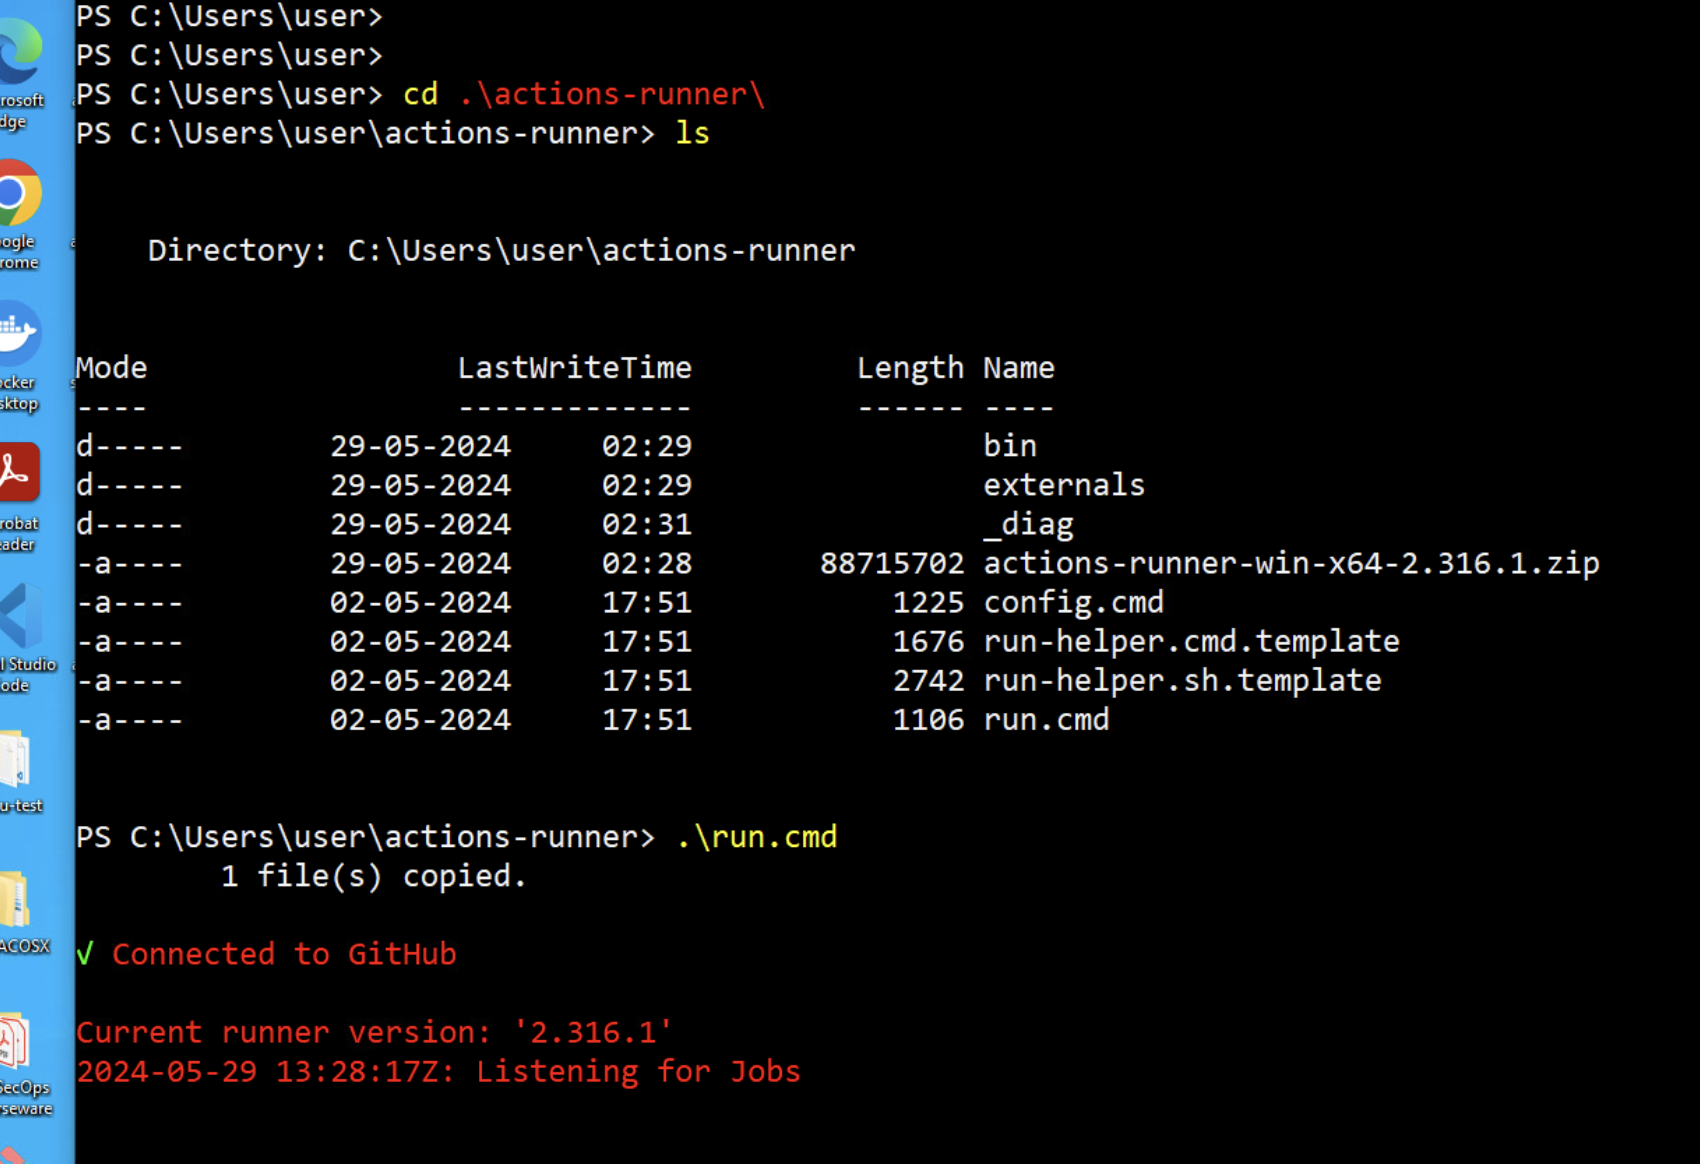 PS C:\Users\user>
PS C:\Users\user>
PS C:\Users\user> cd .\actions-runner\
PS C:\Users\user\actions-runner> ls
Directory: C:\Users\user\actions-runner
Mode LastWriteTime Length Name
---- ------------- ------ ----
d----- 29-05-2024 02:29 bin
d----- 29-05-2024 02:29 externals
d----- 29-05-2024 02:31 _diag
-a---- 29-05-2024 02:28 88715702 actions-runner-win-x64-2.316.1.zip
-a---- 02-05-2024 17:51 1225 config.cmd
-a---- 02-05-2024 17:51 1676 run-helper.cmd.template
-a---- 02-05-2024 17:51 2742 run-helper.sh.template
-a---- 02-05-2024 17:51 1106 run.cmd
PS C:\Users\user\actions-runner> .\run.cmd
1 file(s) copied.
√ Connected to GitHub
Current runner version: '2.316.1'
2024-05-29 13:28:17Z: Listening for Jobs
rosoft
dge
ogle
rome
cker
sktop
robat
eader
l Studio
ode
u-test
ACOSX
SecOps
rseware